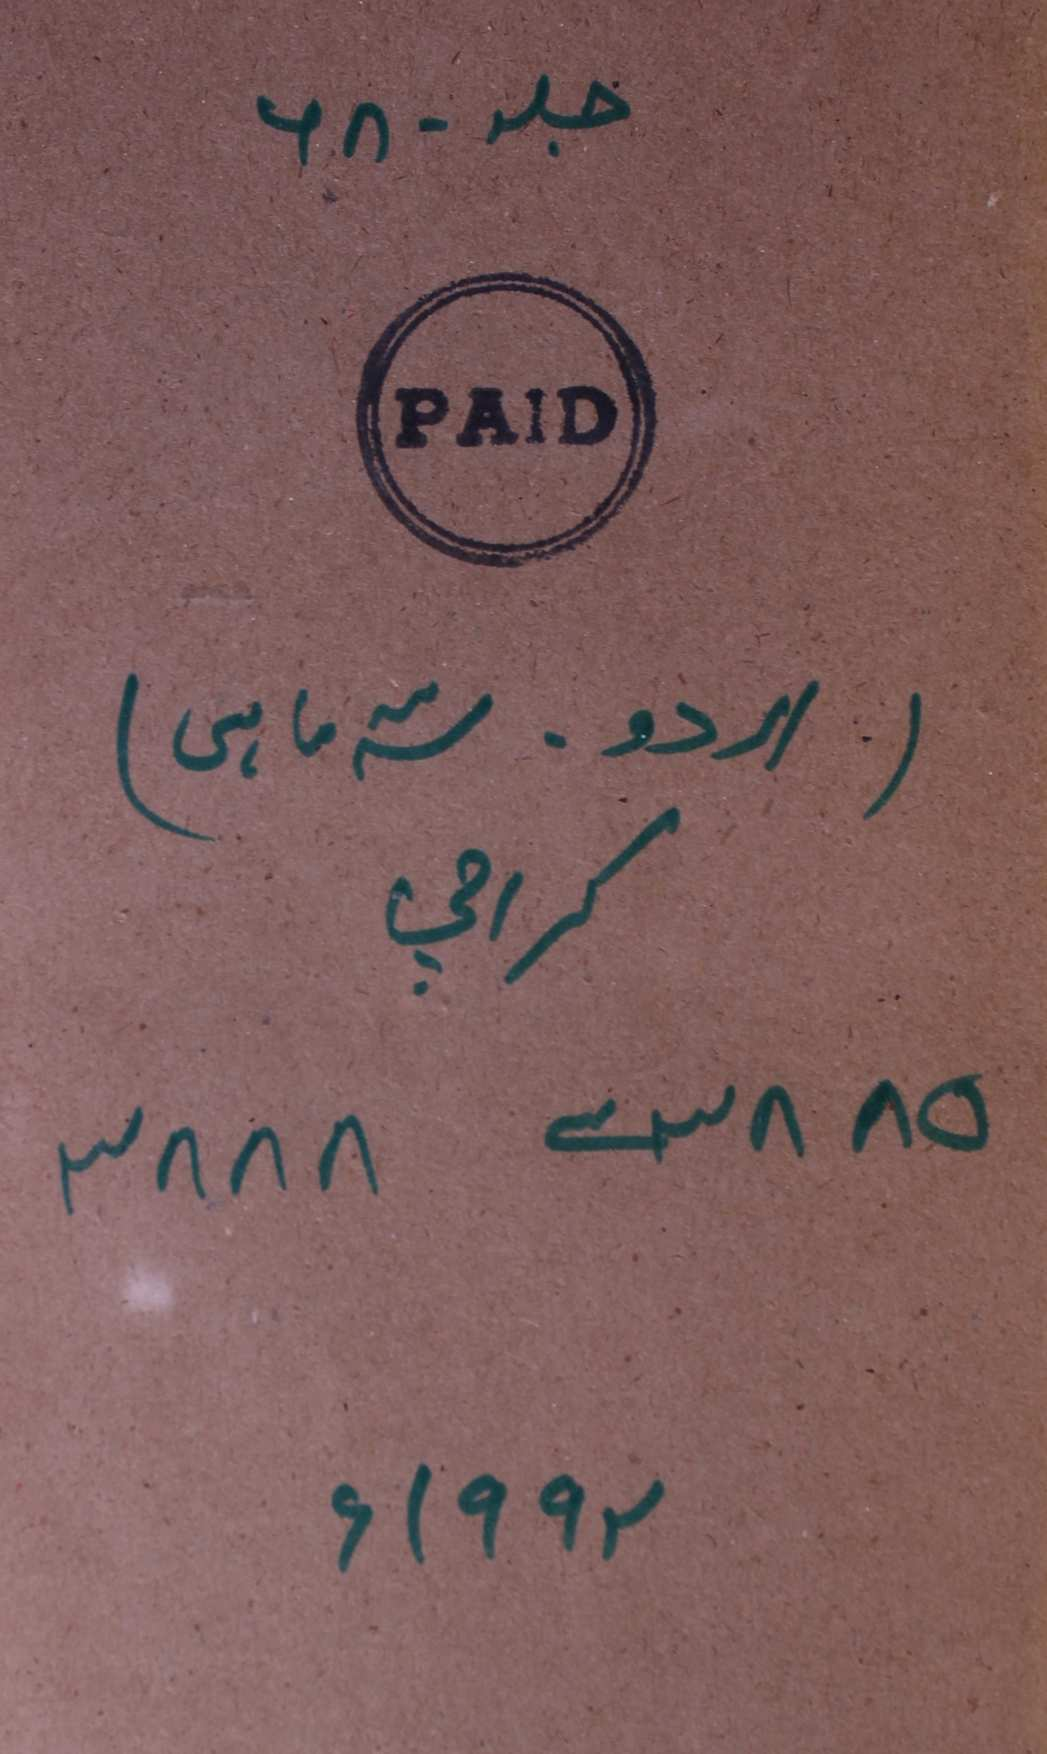 جلد - ۶۸
PAID
(اردو - سہ ماہی)
کراچی
۳۸۸۵ سے ۳۸۸۸
۱۹۹۲ء